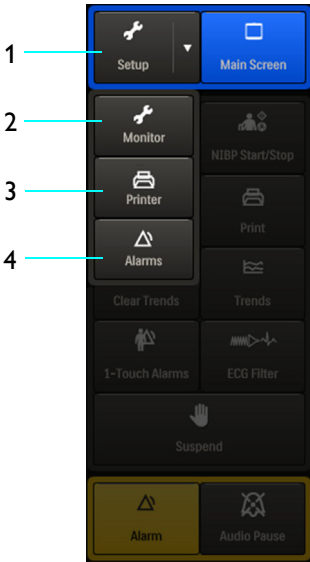 1
Setup
Main Screen
2
Monitor
NIBP Start/Stop
3
Printer
Print
4
Alarms
Clear Trends
Trends
1-Touch Alarms
ECG Filter
Suspend
Alarm
Audio Pause